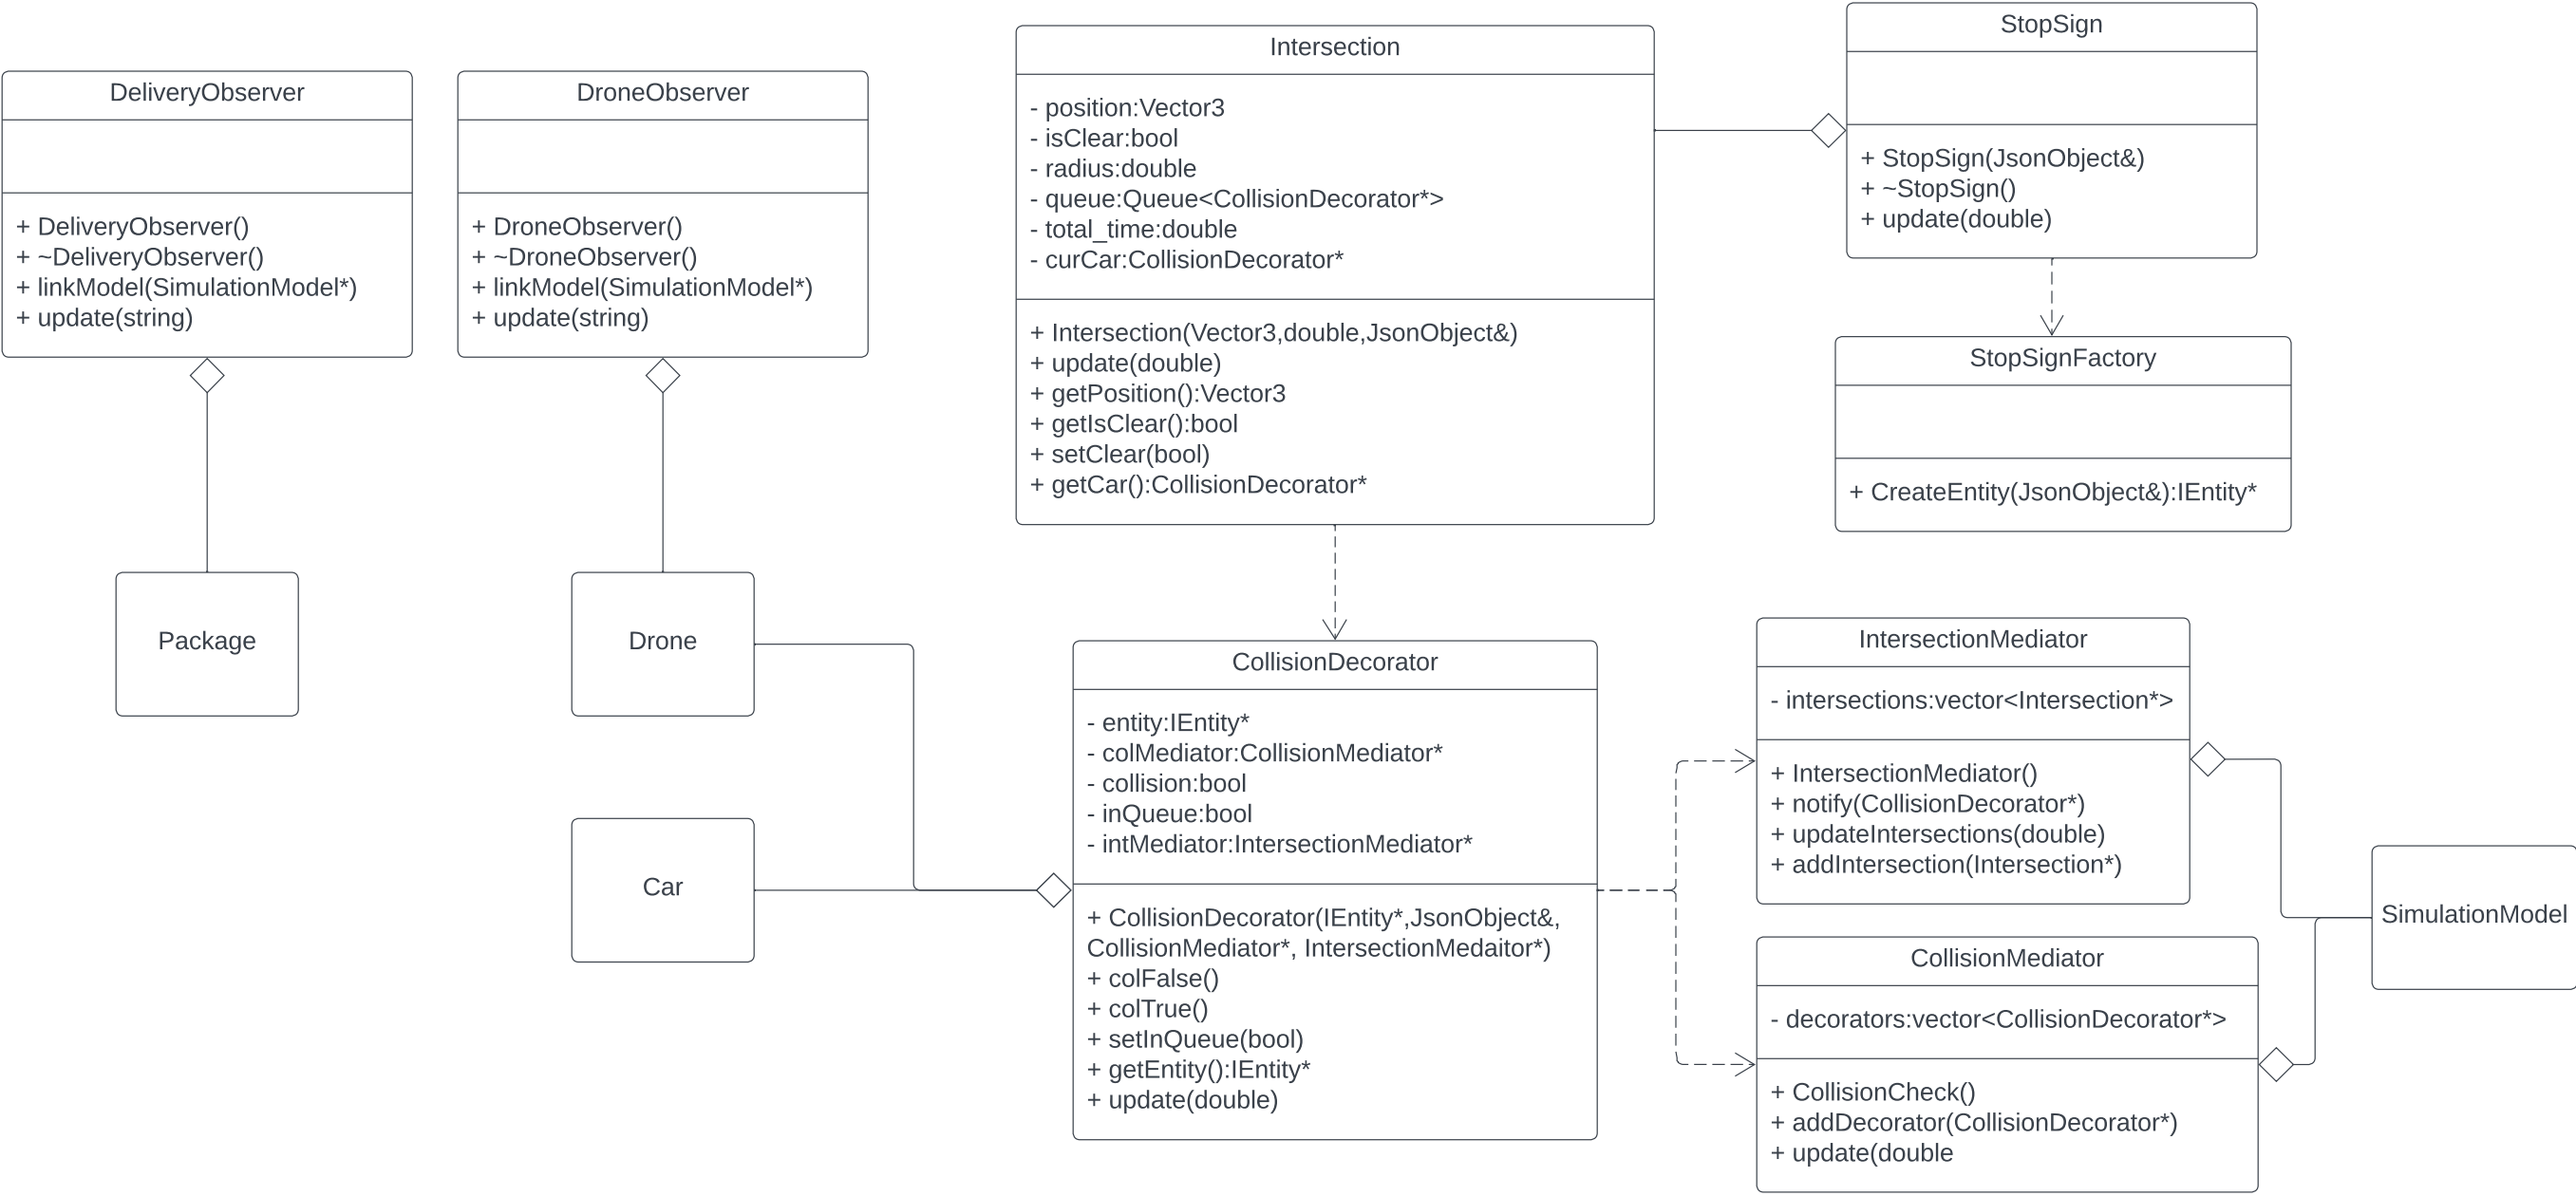 DeliveryObserver
+ DeliveryObserver()
+ ~DeliveryObserver()
+ linkModel(SimulationModel*)
+ update(string)
DroneObserver
+ DroneObserver()
+ ~DroneObserver()
+ linkModel(SimulationModel*)
+ update(string)
Intersection
- position:Vector3
- isClear:bool
- radius:double
- queue:Queue<CollisionDecorator*>
- total_time:double
- curCar:CollisionDecorator*
+ Intersection(Vector3,double,JsonObject&)
+ update(double)
+ getPosition():Vector3
+ getIsClear():bool
+ setClear(bool)
+ getCar():CollisionDecorator*
StopSign
+ StopSign(JsonObject&)
+ ~StopSign()
+ update(double)
StopSignFactory
+ CreateEntity(JsonObject&):IEntity*
Package
Drone
Car
CollisionDecorator
- entity:IEntity*
- colMediator:CollisionMediator*
- collision:bool
- inQueue:bool
- intMediator:IntersectionMediator*
+ CollisionDecorator(IEntity*,JsonObject&,
CollisionMediator*, IntersectionMedaitor*)
+ colFalse()
+ colTrue()
+ setInQueue(bool)
+ getEntity():IEntity*
+ update(double)
IntersectionMediator
- intersections:vector<Intersection*>
+ IntersectionMediator()
+ notify(CollisionDecorator*)
+ updateIntersections(double)
+ addIntersection(Intersection*)
CollisionMediator
- decorators:vector<CollisionDecorator*>
+ CollisionCheck()
+ addDecorator(CollisionDecorator*)
+ update(double
SimulationModel